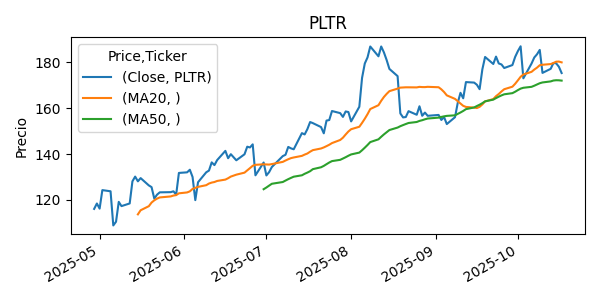 PLTR
Price,Ticker
(Close, PLTR)
(MA20, )
(MA50, )
Precio
180
160
140
120
2025-05
2025-06
2025-07
2025-08
2025-09
2025-10